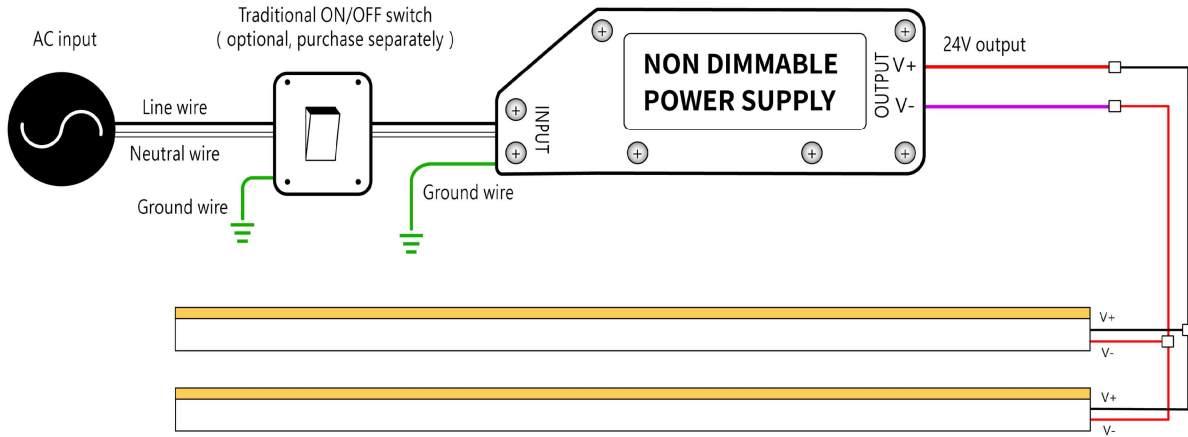 Traditional ON/OFF switch
( optional, purchase separately )
AC input
Line wire
Neutral wire
Ground wire
Ground wire
INPUT
NON DIMMABLE
POWER SUPPLY
OUTPUT
V+
V-
24V output
V+
V-
V+
V-